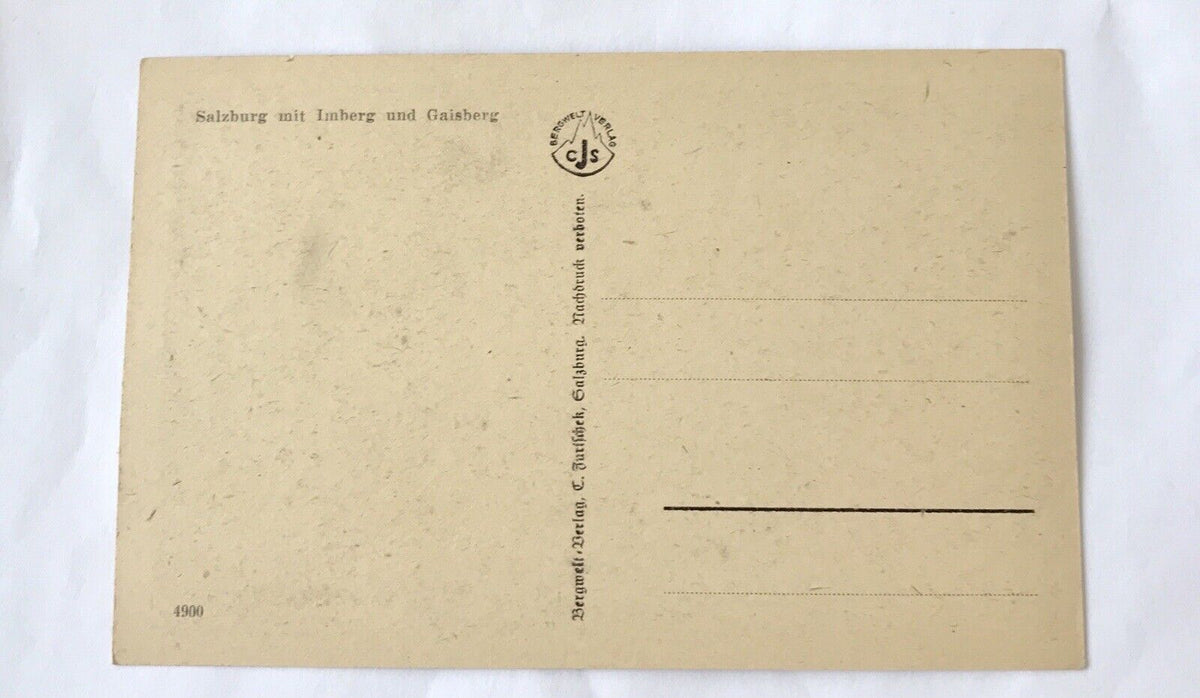 Salzburg mit Imberg und Gaisberg
BERGWELT VERLAG
CJS
Bergwelt-Verlag, C. Jurischek, Salzburg. Nachdruck verboten.
4900